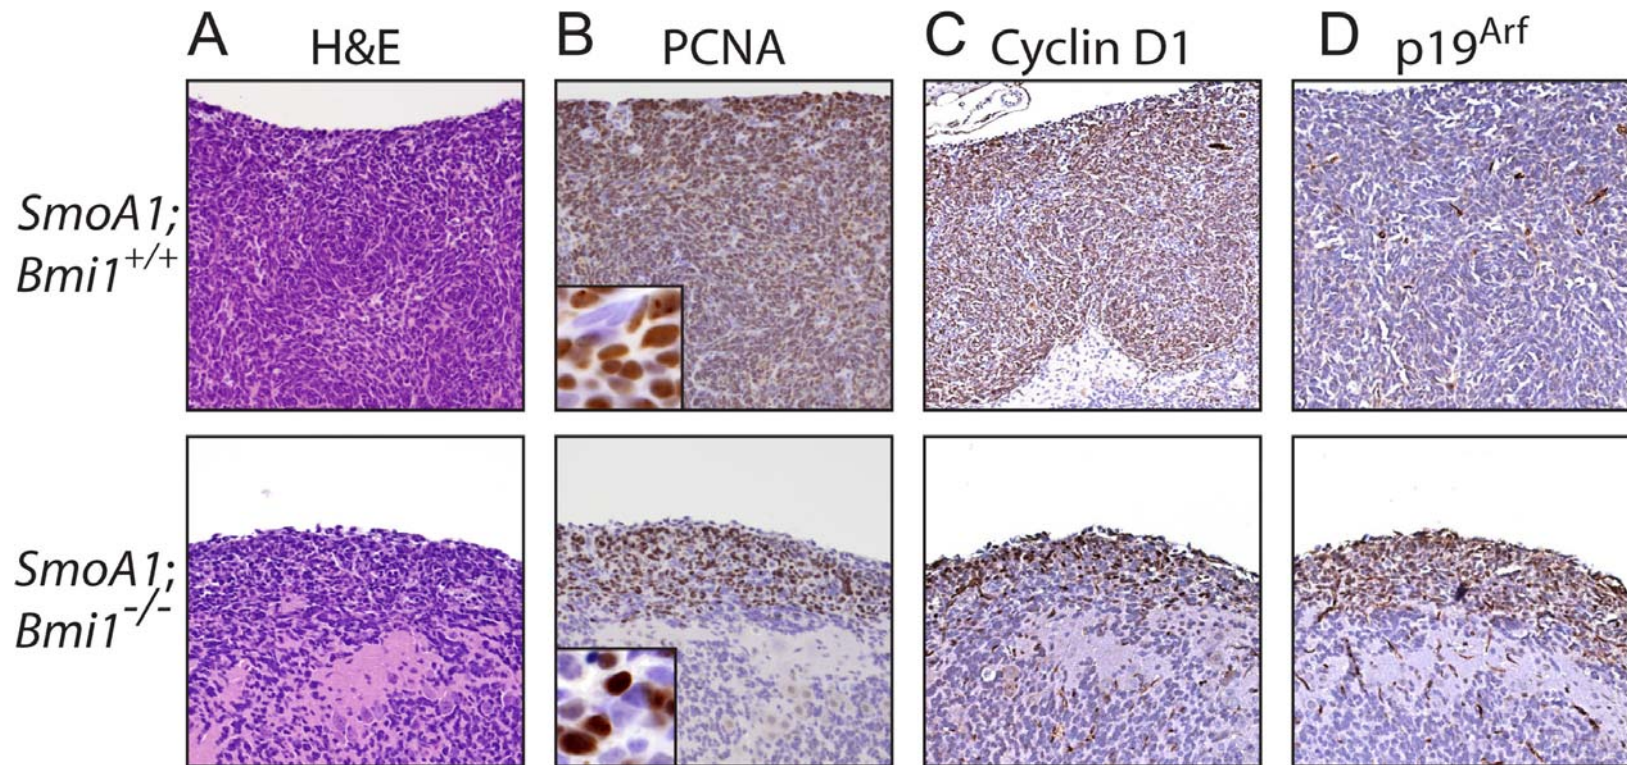 A H&E B PCNA C Cyclin D1 D p19Arf
SmoA1;
Bmi1+/+
SmoA1;
Bmi1-/-